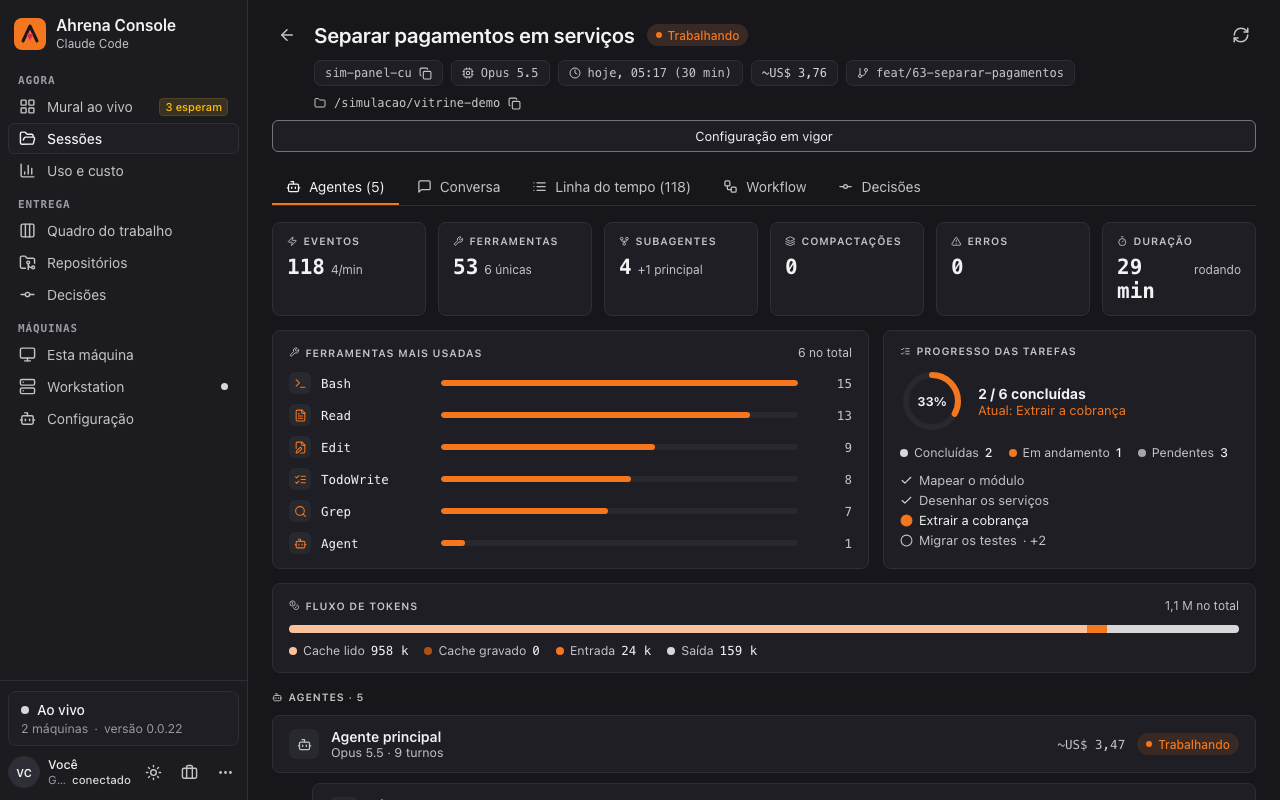 Ahrena Console
Claude Code
AGORA
Mural ao vivo
3 esperam
Sessões
Uso e custo
ENTREGA
Quadro do trabalho
Repositórios
Decisões
MÁQUINAS
Esta máquina
Workstation
Configuração
Ao vivo
2 máquinas · versão 0.0.22
VC
Você
G... conectado
Separar pagamentos em serviços
Trabalhando
sim-panel-cu
Opus 5.5
hoje, 05:17 (30 min)
~US$ 3,76
feat/63-separar-pagamentos
/simulacao/vitrine-demo
Configuração em vigor
Agentes (5)
Conversa
Linha do tempo (118)
Workflow
Decisões
EVENTOS
118 4/min
FERRAMENTAS
53 6 únicas
SUBAGENTES
4 +1 principal
COMPACTAÇÕES
0
ERROS
0
DURAÇÃO
29 min rodando
FERRAMENTAS MAIS USADAS
6 no total
Bash 15
Read 13
Edit 9
TodoWrite 8
Grep 7
Agent 1
PROGRESSO DAS TAREFAS
33%
2 / 6 concluídas
Atual: Extrair a cobrança
Concluídas 2
Em andamento 1
Pendentes 3
Mapear o módulo
Desenhar os serviços
Extrair a cobrança
Migrar os testes · +2
FLUXO DE TOKENS
1,1 M no total
Cache lido 958 k
Cache gravado 0
Entrada 24 k
Saída 159 k
AGENTES · 5
Agente principal
Opus 5.5 · 9 turnos
~US$ 3,47
Trabalhando